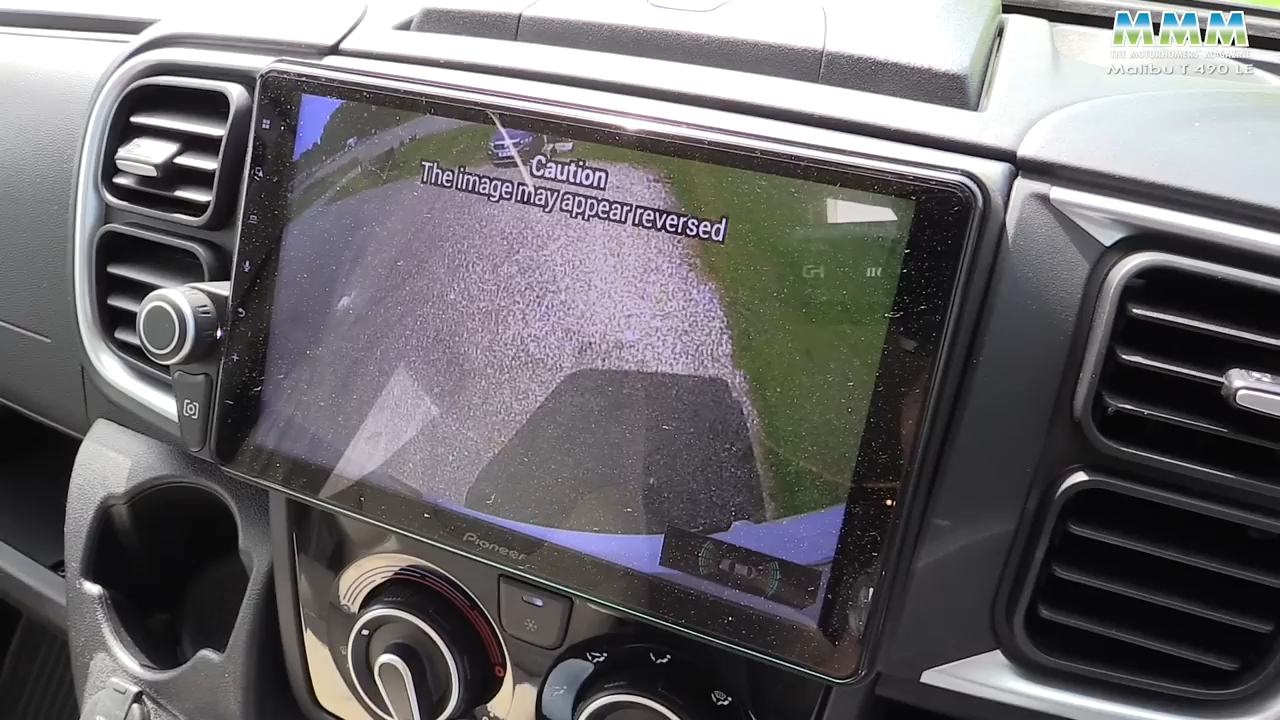 MMM
THE MOTORHOMERS' MAGAZINE
Malibu T 490 LE
Caution
The image may appear reversed
Pioneer